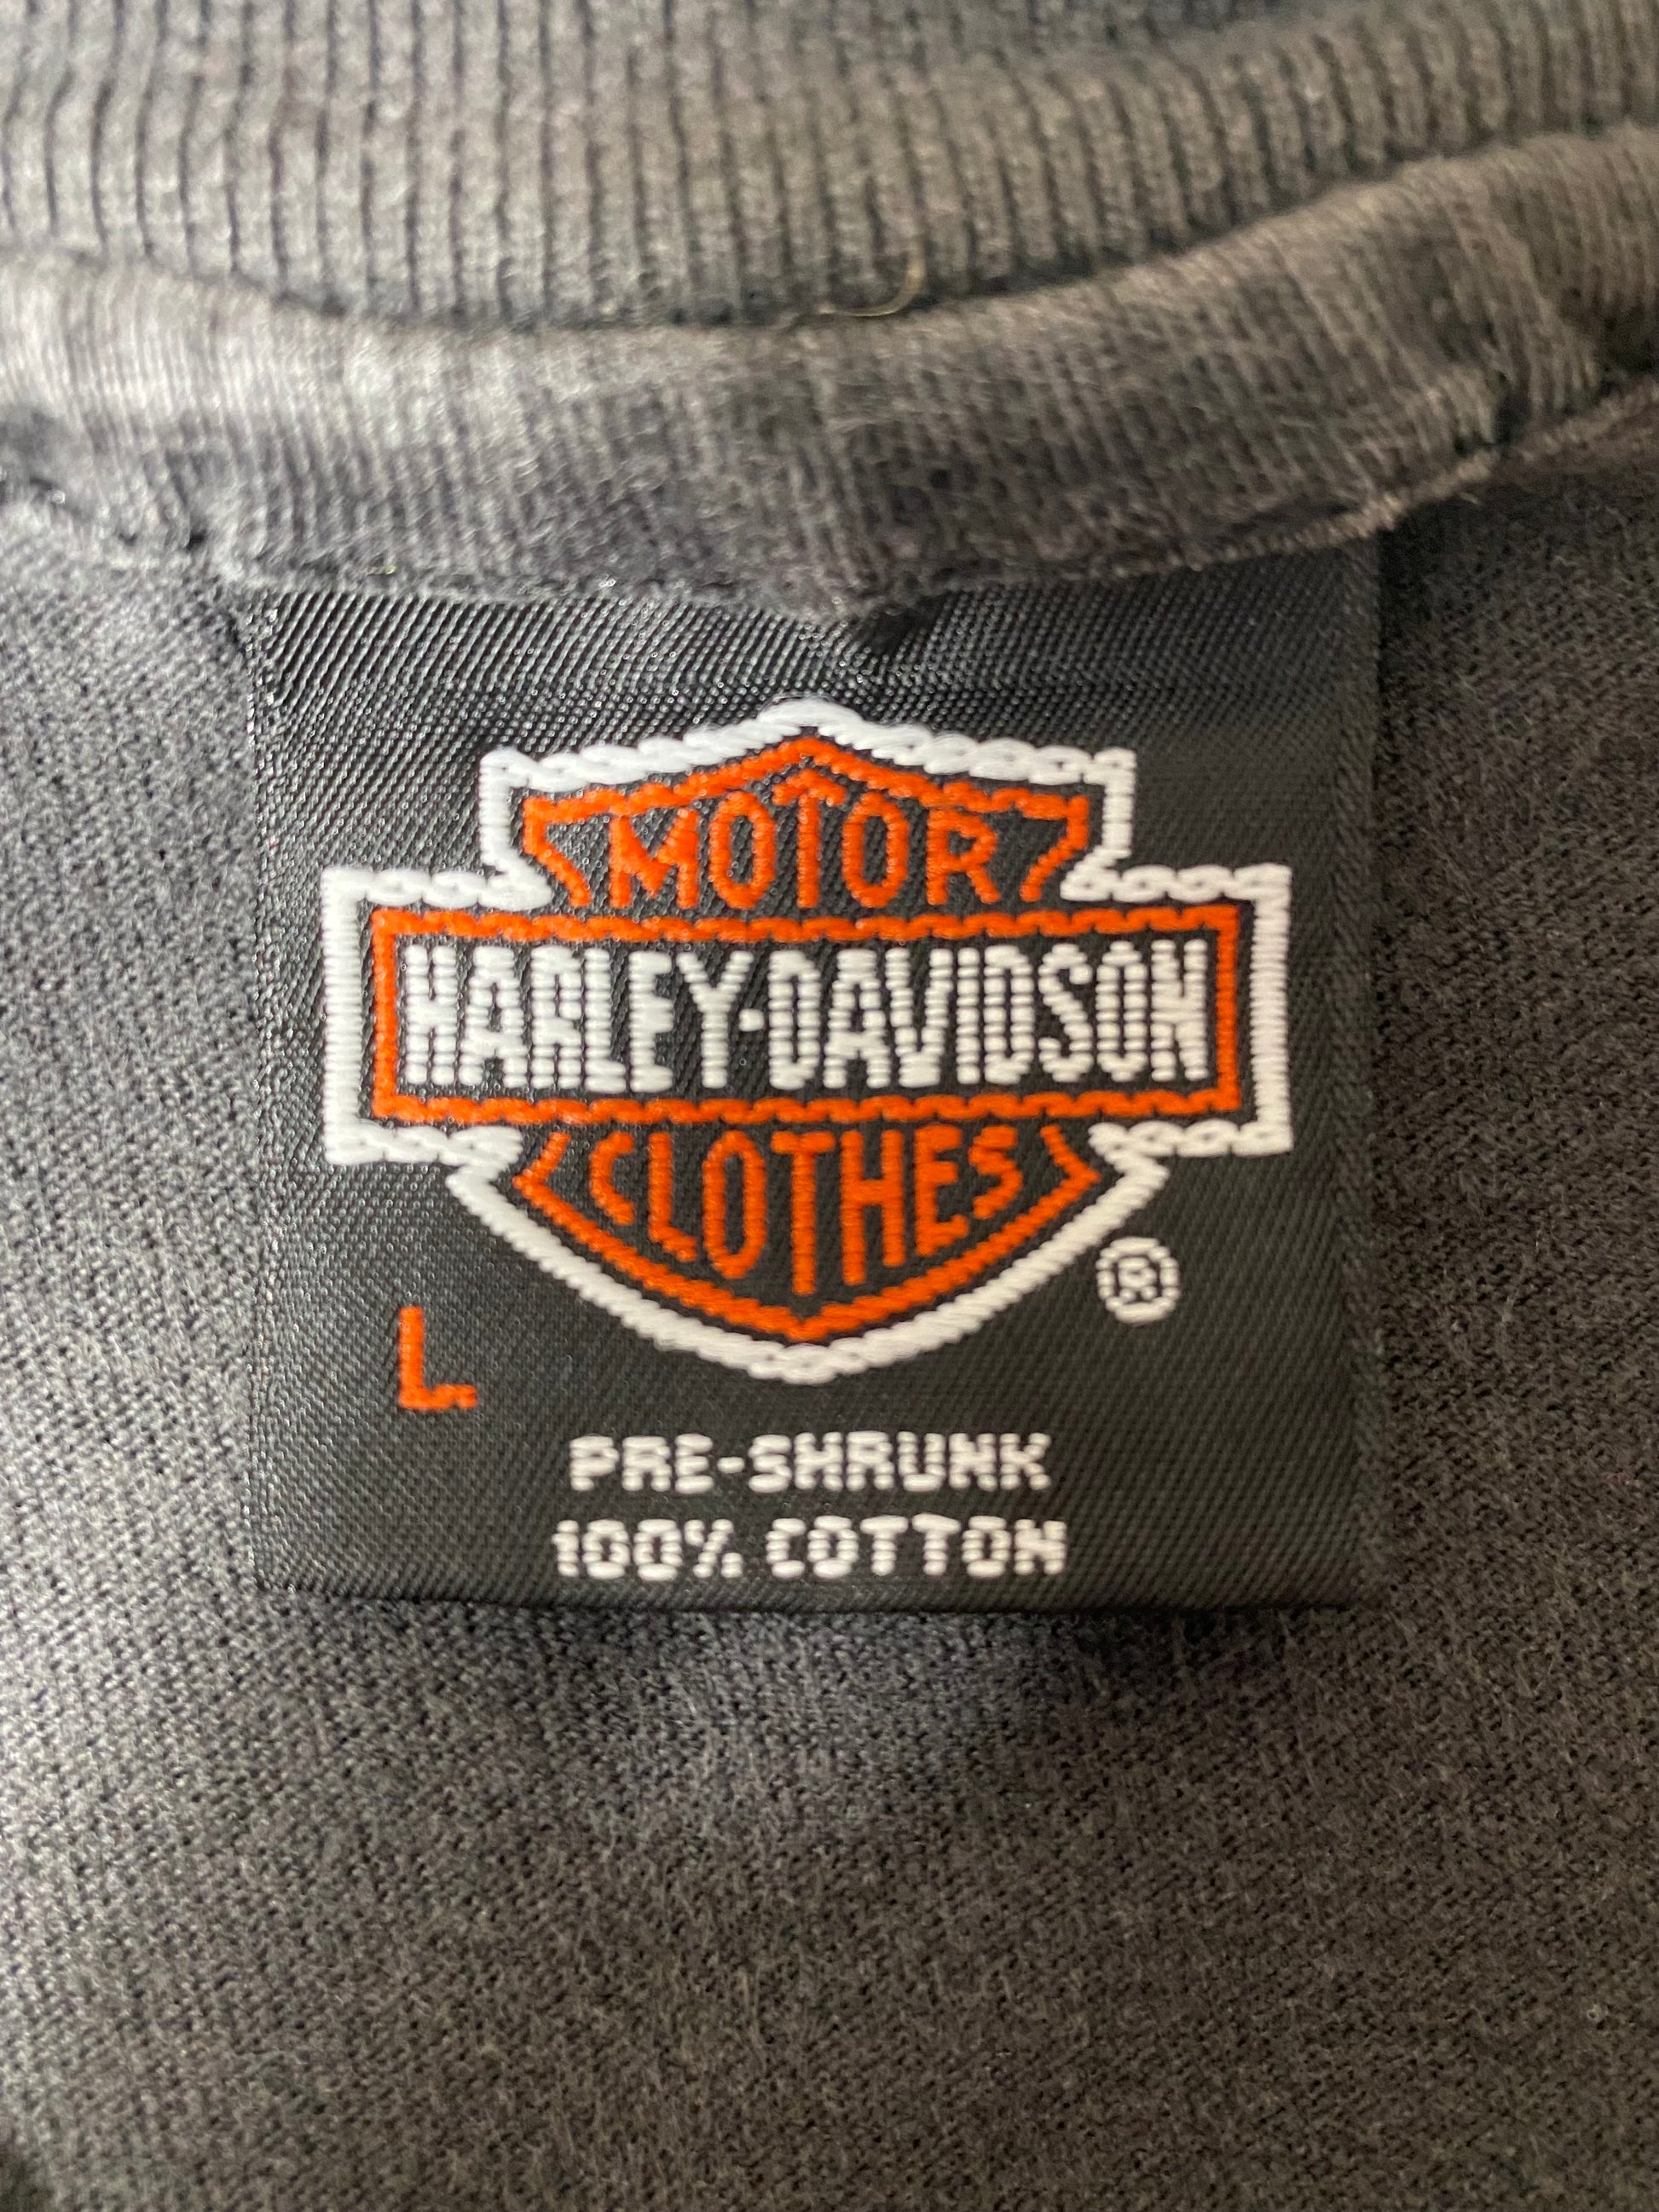 MOTOR
HARLEY-DAVIDSON
CLOTHES
®
L.
PRE-SHRUNK
100% COTTON